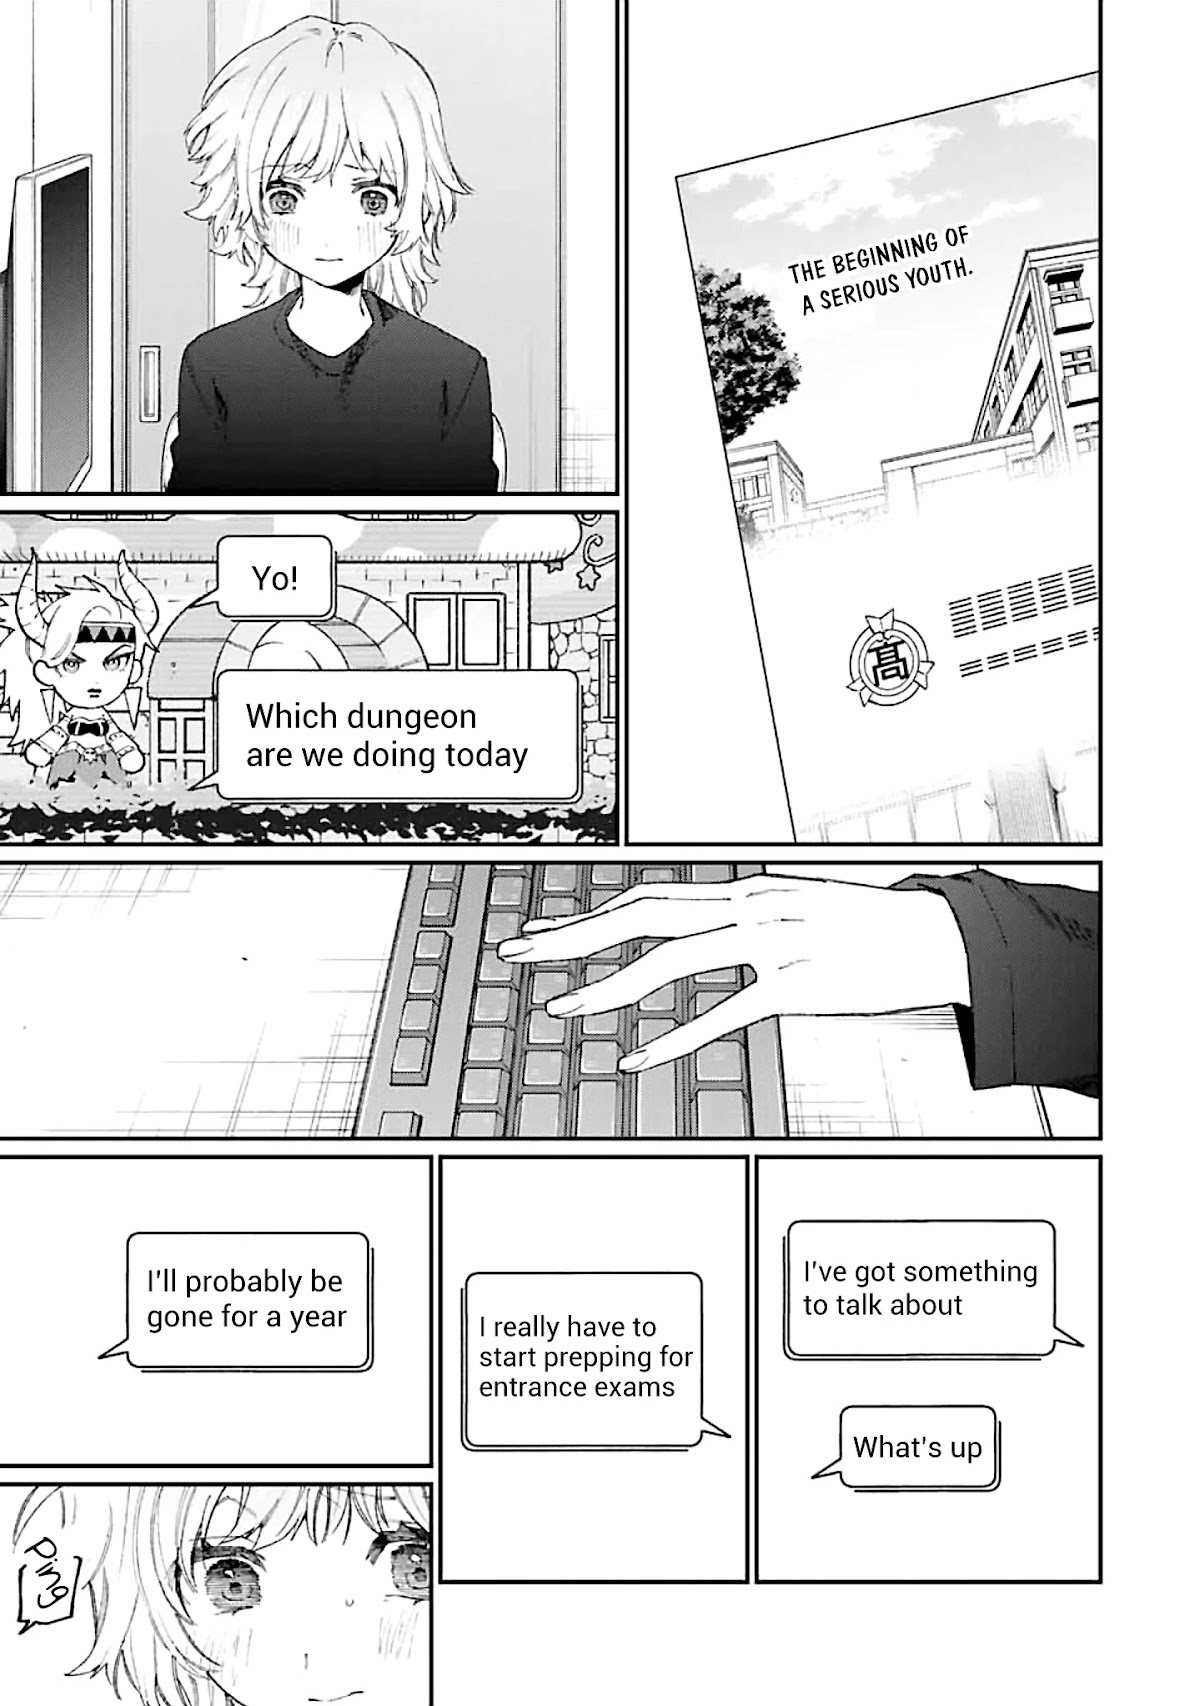 THE BEGINNING OF
A SERIOUS YOUTH.
高
Yo!
Which dungeon
are we doing today
I've got something
to talk about
What's up
I really have to
start prepping for
entrance exams
I'll probably be
gone for a year
Ping